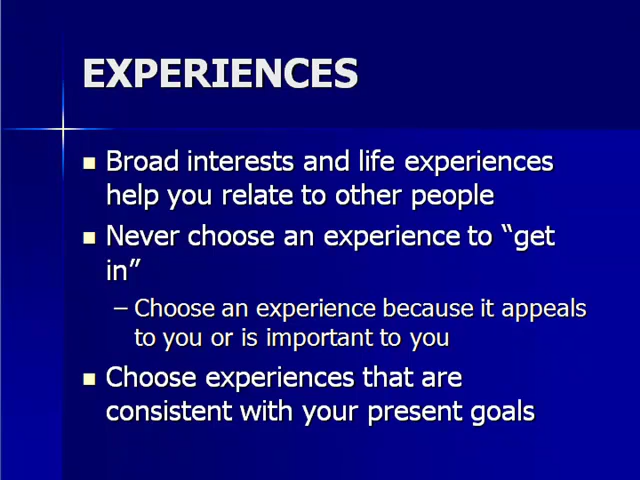 EXPERIENCES
■ Broad interests and life experiences
help you relate to other people
■ Never choose an experience to “get
in”
– Choose an experience because it appeals
to you or is important to you
■ Choose experiences that are
consistent with your present goals